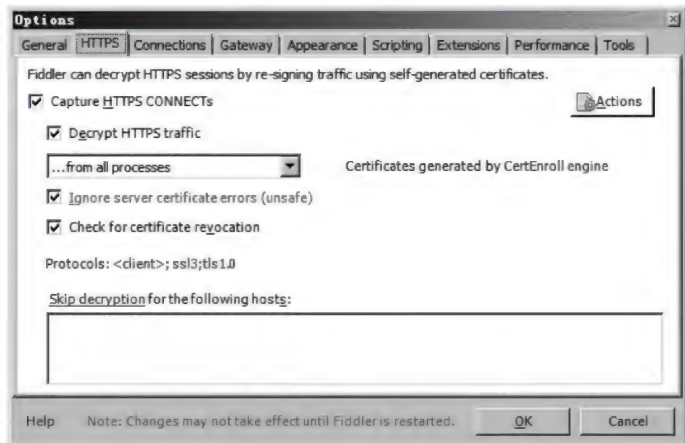 Options
General HTTPS Connections Gateway Appearance Scripting Extensions Performance Tools
Fiddler can decrypt HTTPS sessions by re-signing traffic using self-generated certificates.
Capture HTTPS CONNECTs
Actions
Decrypt HTTPS traffic
...from all processes
Certificates generated by CertEnroll engine
Ignore server certificate errors (unsafe)
Check for certificate revocation
Protocols: <client>; ssl3;tls1.0
Skip decryption for the following hosts:
Help Note: Changes may not take effect until Fiddler is restarted. OK Cancel